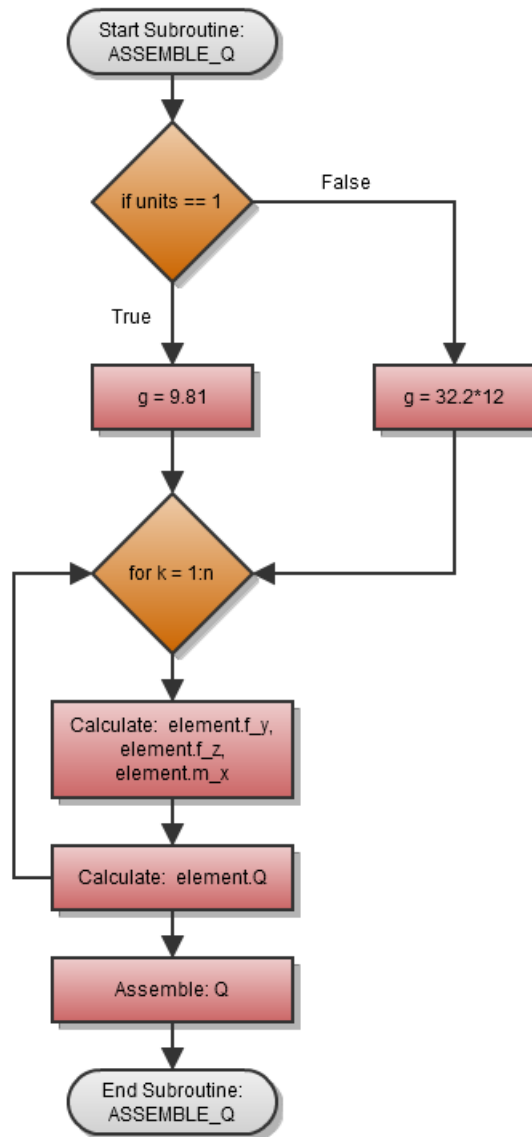 Start Subroutine:
ASSEMBLE_Q
if units == 1
False
True
g = 9.81
g = 32.2*12
for k = 1:n
Calculate: element.f_y,
element.f_z,
element.m_x
Calculate: element.Q
Assemble: Q
End Subroutine:
ASSEMBLE_Q